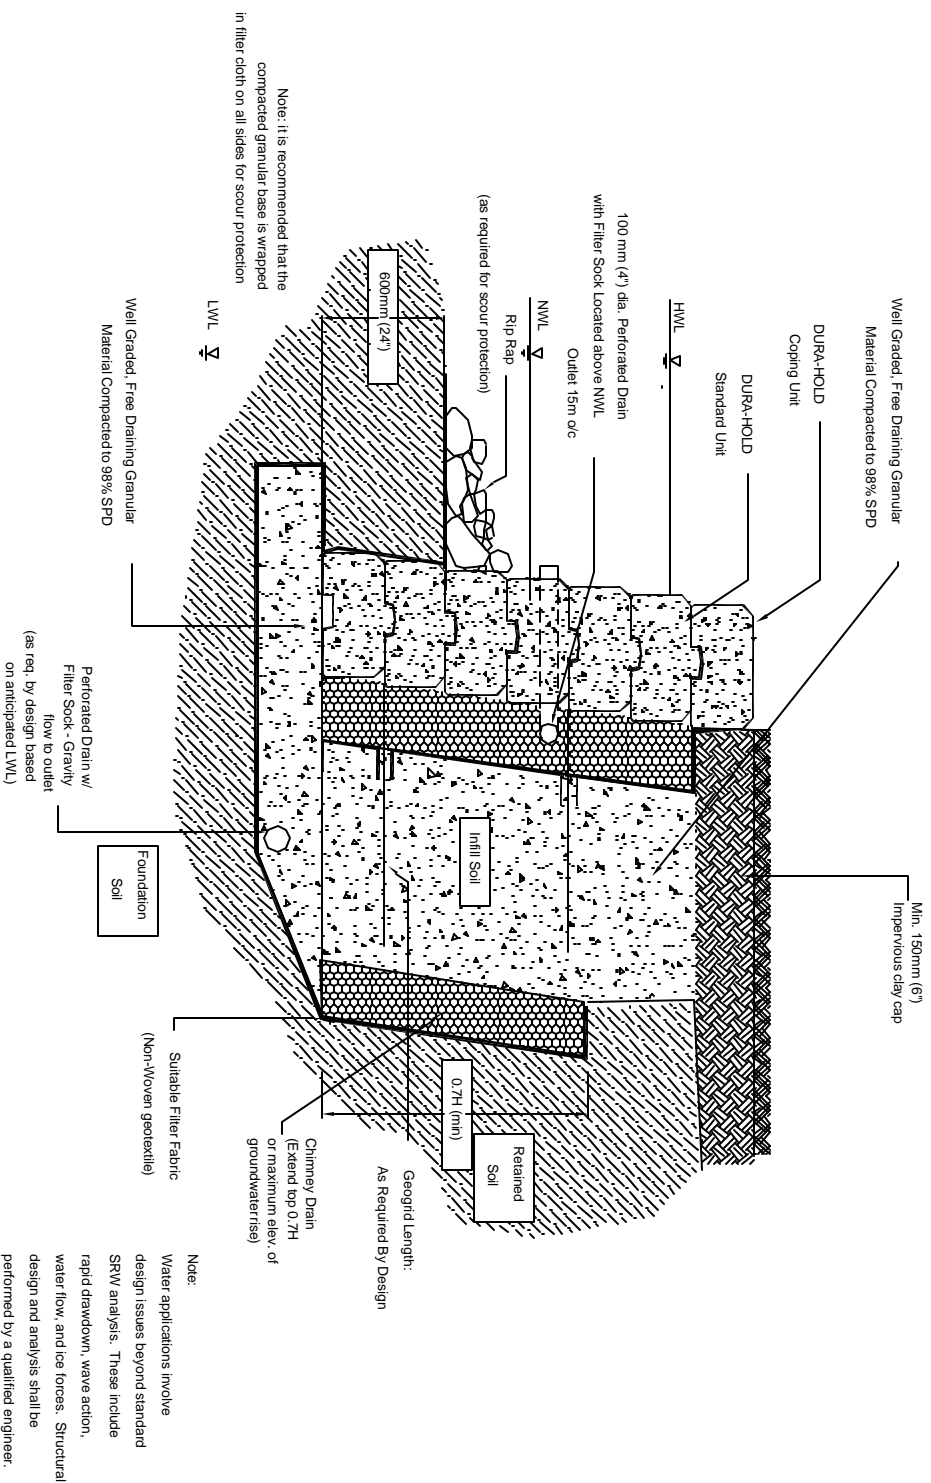 Well Graded, Free Draining Granular
Material Compacted to 98% SPD
DURA-HOLD
Coping Unit
DURA-HOLD
Standard Unit
HWL
100 mm (4") dia. Perforated Drain
with Filter Sock Located above NWL
Outlet 15m o/c
NWL
Rip Rap
(as required for scour protection)
600mm (24")
Note: it is recommended that the
compacted granular base is wrapped
in filter cloth on all sides for scour protection
LWL
Well Graded, Free Draining Granular
Material Compacted to 98% SPD
Min. 150mm (6")
Impervious clay cap
Infill Soil
Perforated Drain w/
Filter Sock - Gravity
flow to outlet
(as req. by design based
on anticipated LWL)
Foundation
Soil
Retained
Soil
0.7H (min)
Geogrid Length:
As Required By Design
Chimney Drain
(Extend top 0.7H
or maximum elev. of
groundwater rise)
Suitable Filter Fabric
(Non-Woven geotextile)
Note:
Water applications involve
design issues beyond standard
SRW analysis. These include
rapid drawdown, wave action,
water flow, and ice forces. Structural
design and analysis shall be
performed by a qualified engineer.